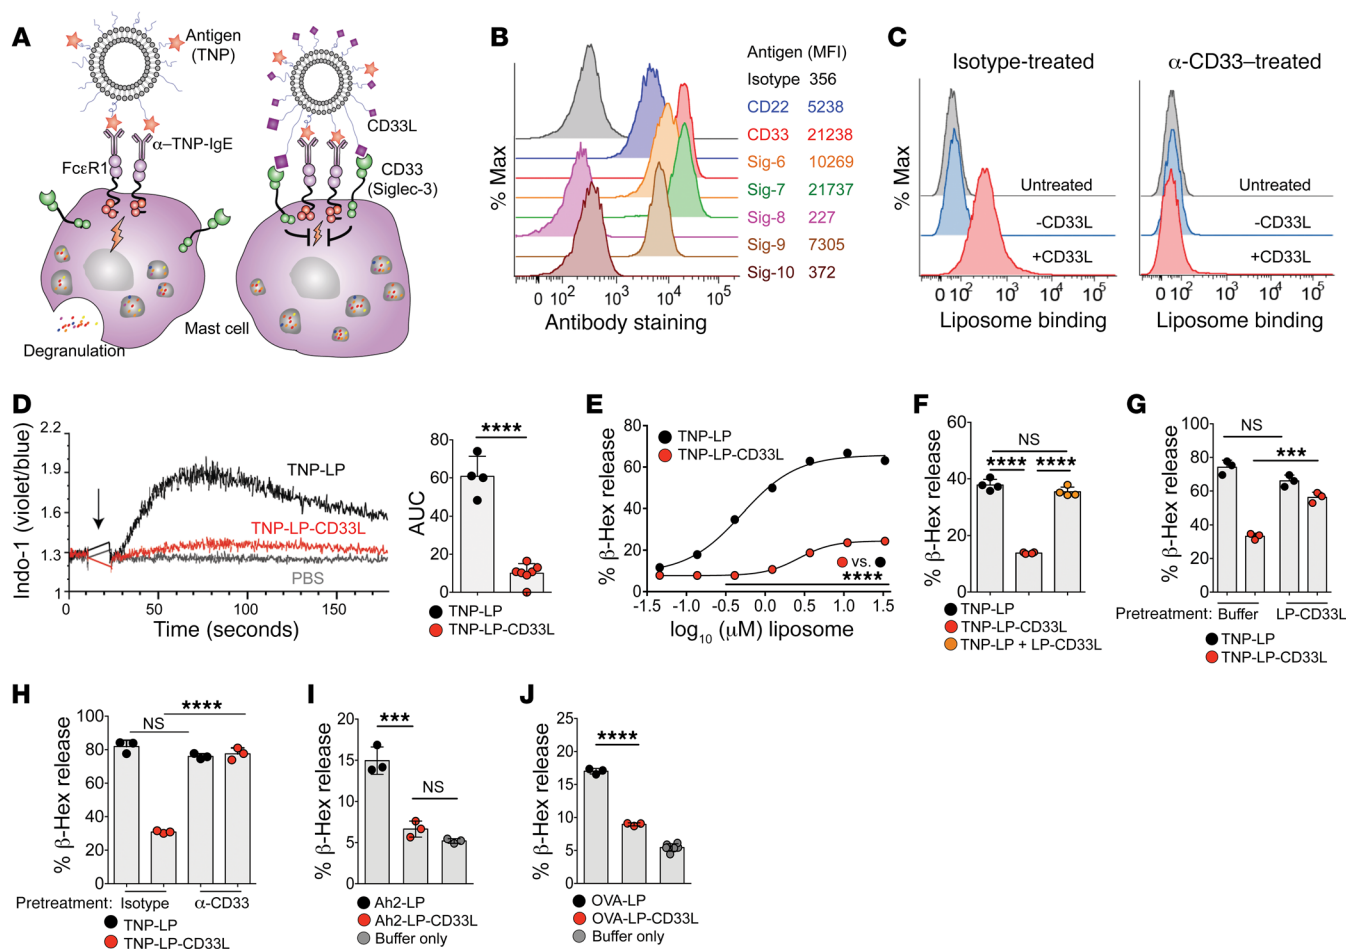 A
Antigen
(TNP)
α–TNP-IgE
FcεR1
CD33L
CD33
(Siglec-3)
Mast cell
Degranulation
B
Antigen (MFI)
Isotype 356
CD22 5238
CD33 21238
Sig-6 10269
Sig-7 21737
Sig-8 227
Sig-9 7305
Sig-10 372
% Max
0 10² 10³ 10⁴ 10⁵
Antibody staining
C
Isotype-treated
α-CD33–treated
% Max
Untreated
-CD33L
+CD33L
Untreated
-CD33L
+CD33L
0 10² 10³ 10⁴ 10⁵
0 10² 10³ 10⁴ 10⁵
Liposome binding
Liposome binding
D
Indo-1 (violet/blue)
2.2
1.9
1.6
1.3
1
TNP-LP
TNP-LP-CD33L
PBS
0 50 100 150
Time (seconds)
****
AUC
80
60
40
20
0
TNP-LP
TNP-LP-CD33L
E
% β-Hex release
80
60
40
20
0
TNP-LP
TNP-LP-CD33L
vs.
****
-1.5 -1.0 -0.5 0.0 0.5 1.0 1.5
log₁₀ (μM) liposome
F
% β-Hex release
60
40
20
0
NS
**** ****
TNP-LP
TNP-LP-CD33L
TNP-LP + LP-CD33L
G
% β-Hex release
100
80
60
40
20
0
NS
***
Pretreatment: Buffer LP-CD33L
TNP-LP
TNP-LP-CD33L
H
% β-Hex release
100
80
60
40
20
0
****
NS
Pretreatment: Isotype α-CD33
TNP-LP
TNP-LP-CD33L
I
% β-Hex release
20
15
10
5
0
***
NS
Ah2-LP
Ah2-LP-CD33L
Buffer only
J
% β-Hex release
25
20
15
10
5
0
****
OVA-LP
OVA-LP-CD33L
Buffer only